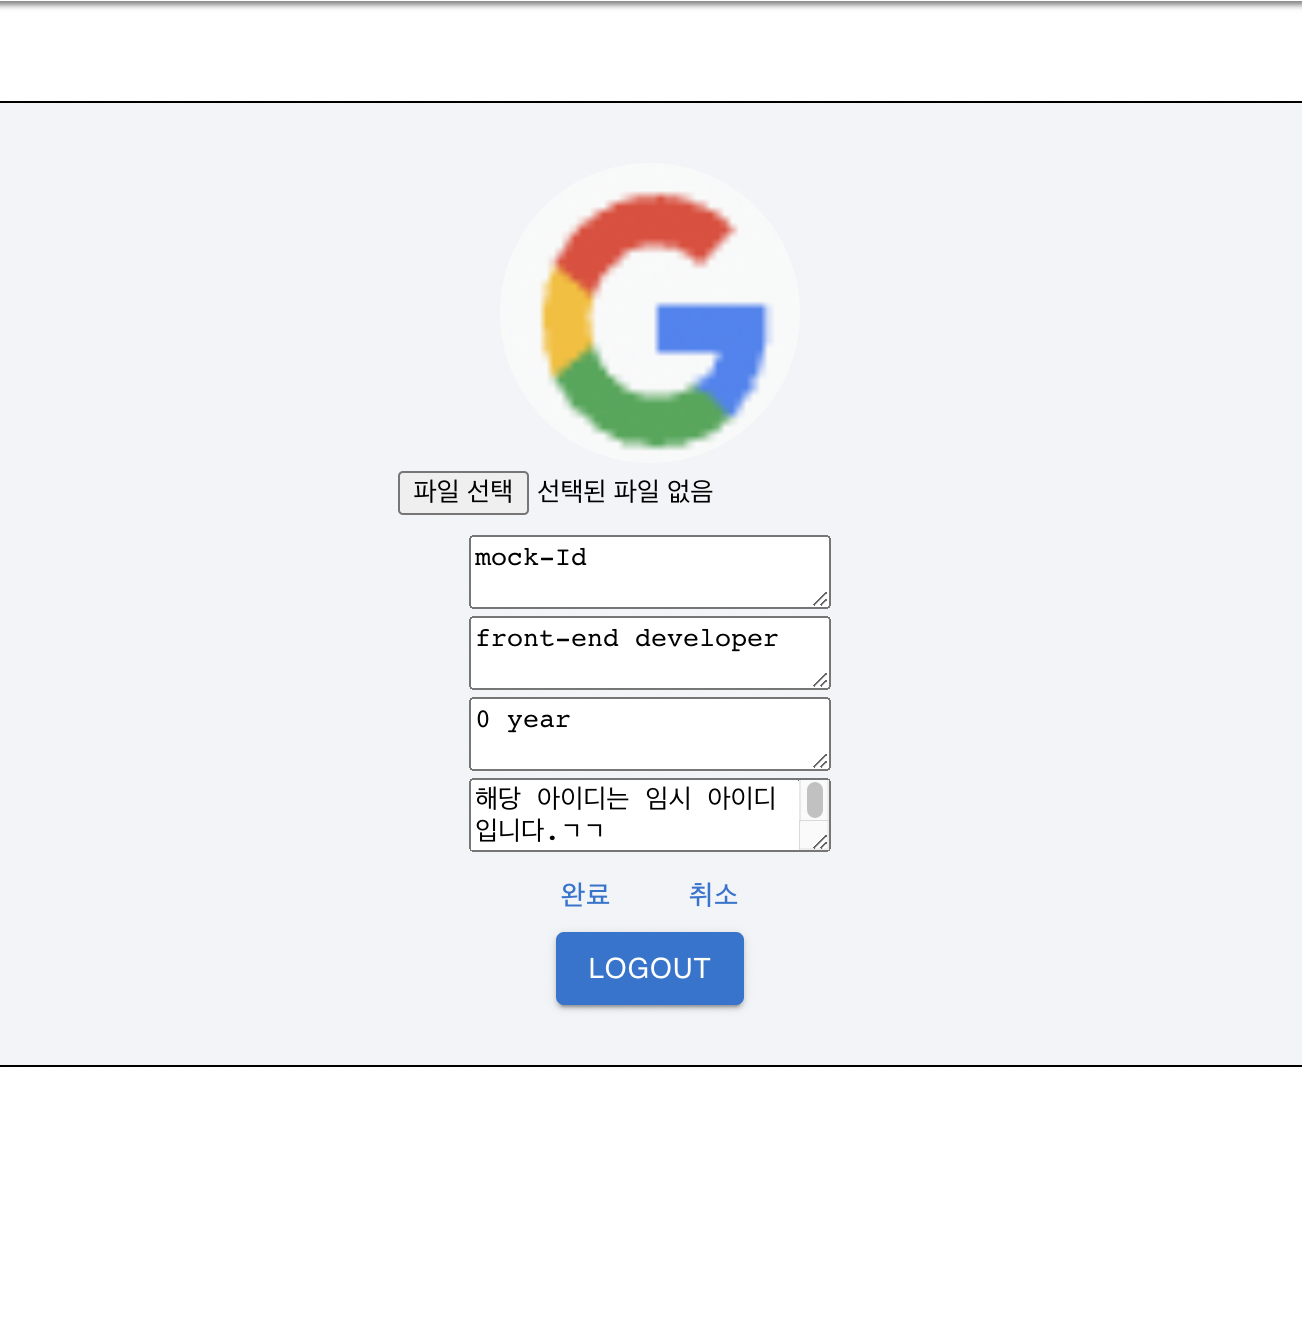 파일 선택 선택된 파일 없음
mock-Id
front-end developer
0 year
해당 아이디는 임시 아이디
입니다.ㄱㄱ
완료 취소
LOGOUT